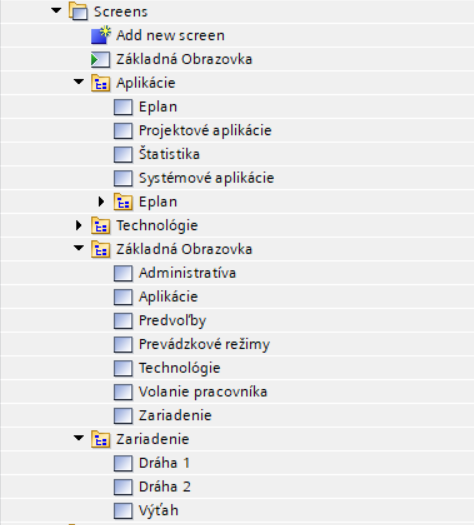 Screens
Add new screen
Základná Obrazovka
Aplikácie
Eplan
Projektové aplikácie
Štatistika
Systémové aplikácie
Eplan
Technológie
Základná Obrazovka
Administratíva
Aplikácie
Predvoľby
Prevádzkové režimy
Technológie
Volanie pracovníka
Zariadenie
Zariadenie
Dráha 1
Dráha 2
Výťah